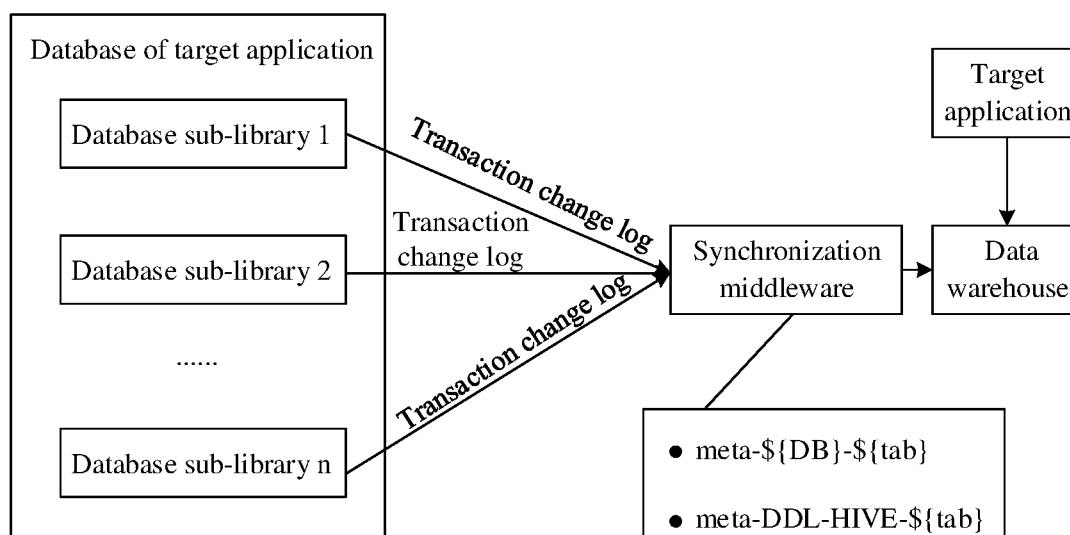 Database of target application
Database sub-library 1
Transaction change log
Transaction
change log
Database sub-library 2
......
Transaction change log
Database sub-library n
Target
application
Synchronization
middleware
Data
warehouse
● meta-${DB}-${tab}
● meta-DDL-HIVE-${tab}